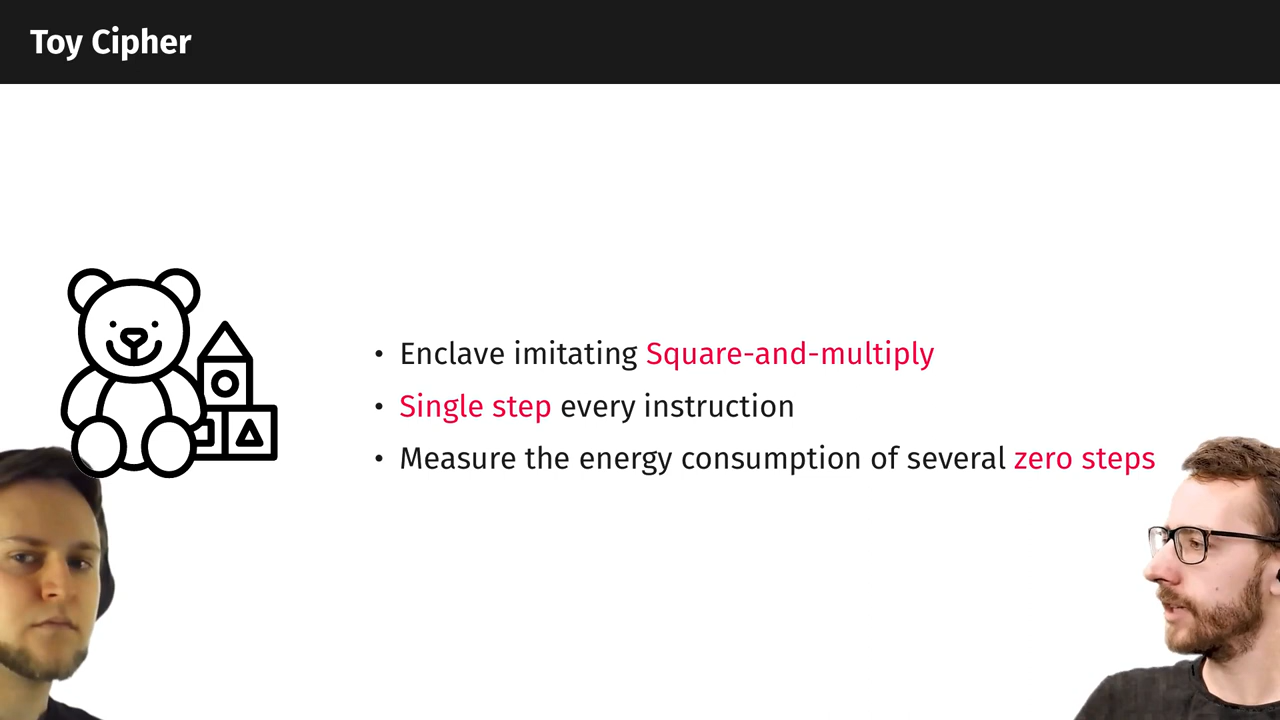 Toy Cipher
• Enclave imitating Square-and-multiply
• Single step every instruction
• Measure the energy consumption of several zero steps